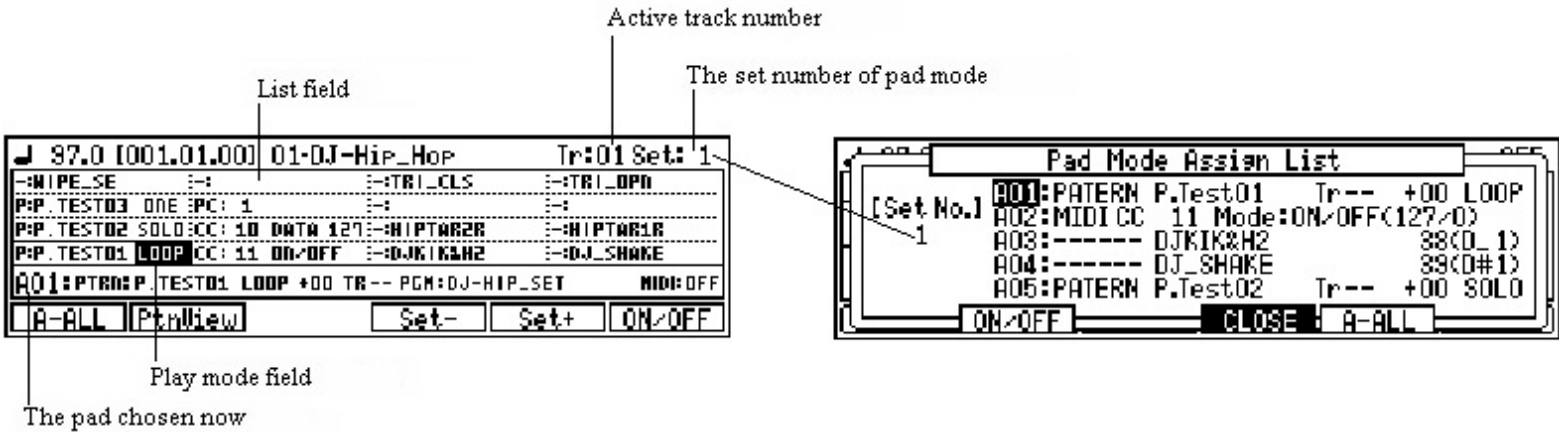 Active track number
The set number of pad mode
List field
♩ 97.0 [001.01.00] 01-DJ-Hip_Hop Tr:01 Set: 1
-:WIPE_SE -: -:TRI_CLS -:TRI_OPN
P:P.TEST03 ONE PC: 1 -: -:
P:P.TEST02 SOLO CC: 10 DATA 127 -:HIPTAR2R -:HIPTAR1R
P:P.TEST01 LOOP CC: 11 ON/OFF -:DJKIK&H2 -:DJ_SHAKE
A01:PTRN:P.TEST01 LOOP +00 TR-- PGM:DJ-HIP_SET MIDI:OFF
A-ALL PtnView Set- Set+ ON/OFF
Play mode field
The pad chosen now
Pad Mode Assign List
[Set No.]
1
A01:PATERN P.Test01 Tr-- +00 LOOP
A02:MIDI CC 11 Mode:ON/OFF(127/0)
A03:------ DJKIK&H2 38(D_1)
A04:------ DJ_SHAKE 39(D#1)
A05:PATERN P.Test02 Tr-- +00 SOLO
ON/OFF CLOSE A-ALL